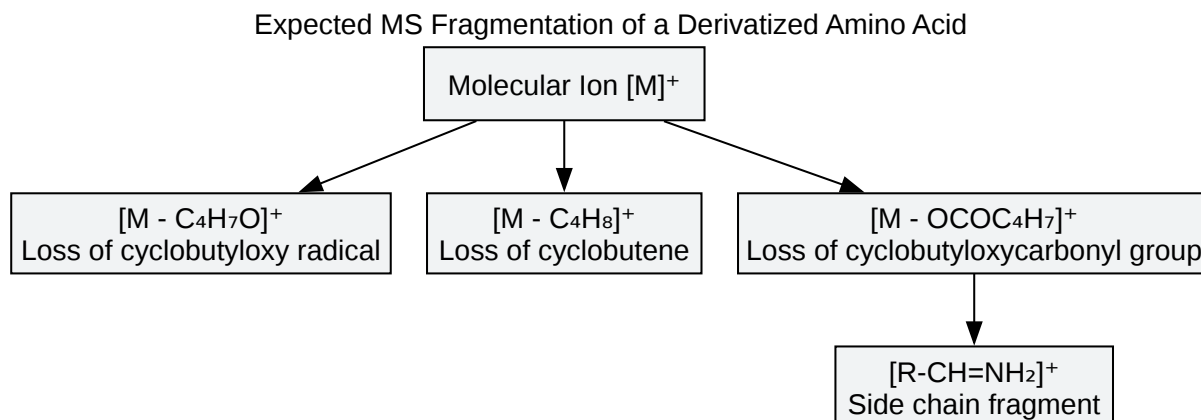 Expected MS Fragmentation of a Derivatized Amino Acid
Molecular Ion [M]⁺
[M - C₄H₇O]⁺
Loss of cyclobutyloxy radical
[M - C₄H₈]⁺
Loss of cyclobutene
[M - OCOC₄H₇]⁺
Loss of cyclobutyloxycarbonyl group
[R-CH=NH₂]⁺
Side chain fragment